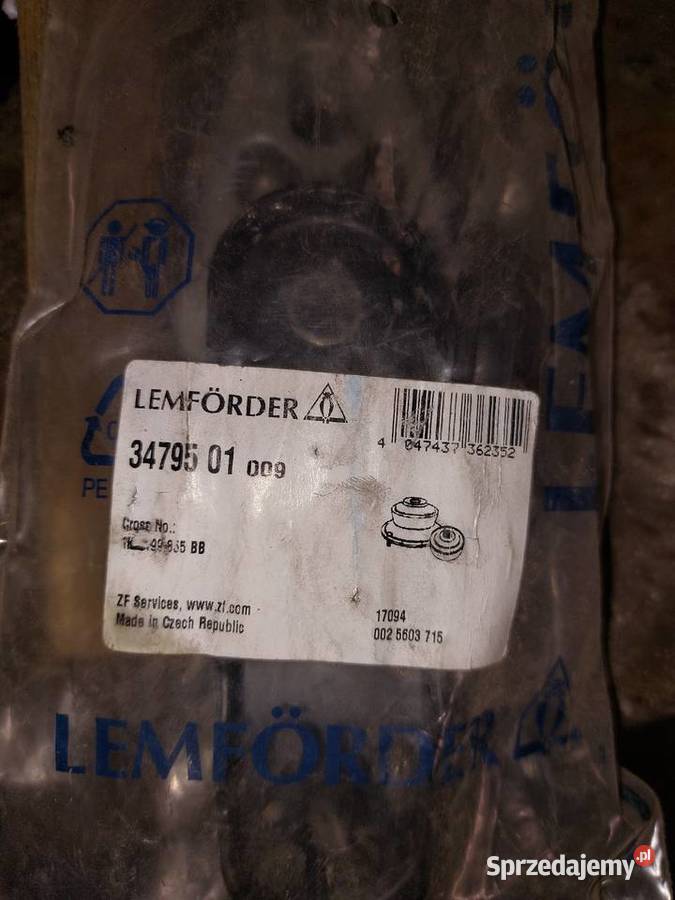 LEMFÖRDER
34795 01 009
4 047437 362352
Cross No.:
BB
ZF Services, www.zf.com
Made in Czech Republic
17094
002 5603 715
PE
LEMFÖRDER
Sprzedajemy.pl